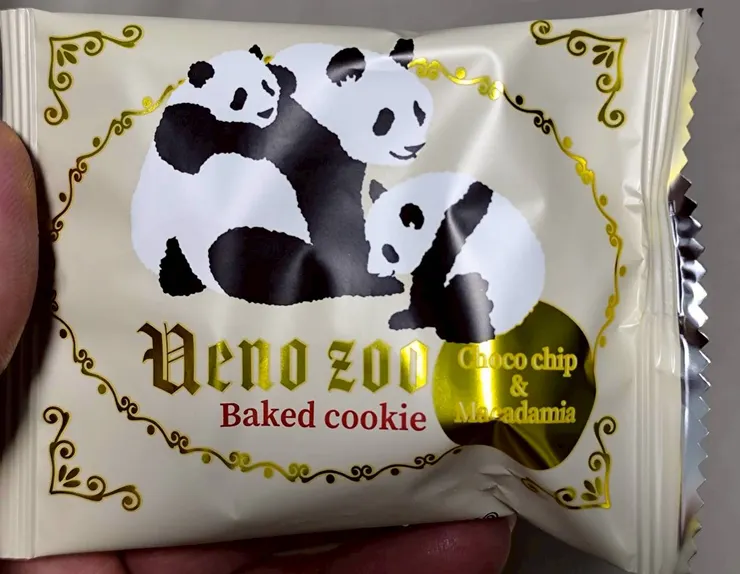 Ueno zoo
Baked cookie
Choco chip
&
Macadamia